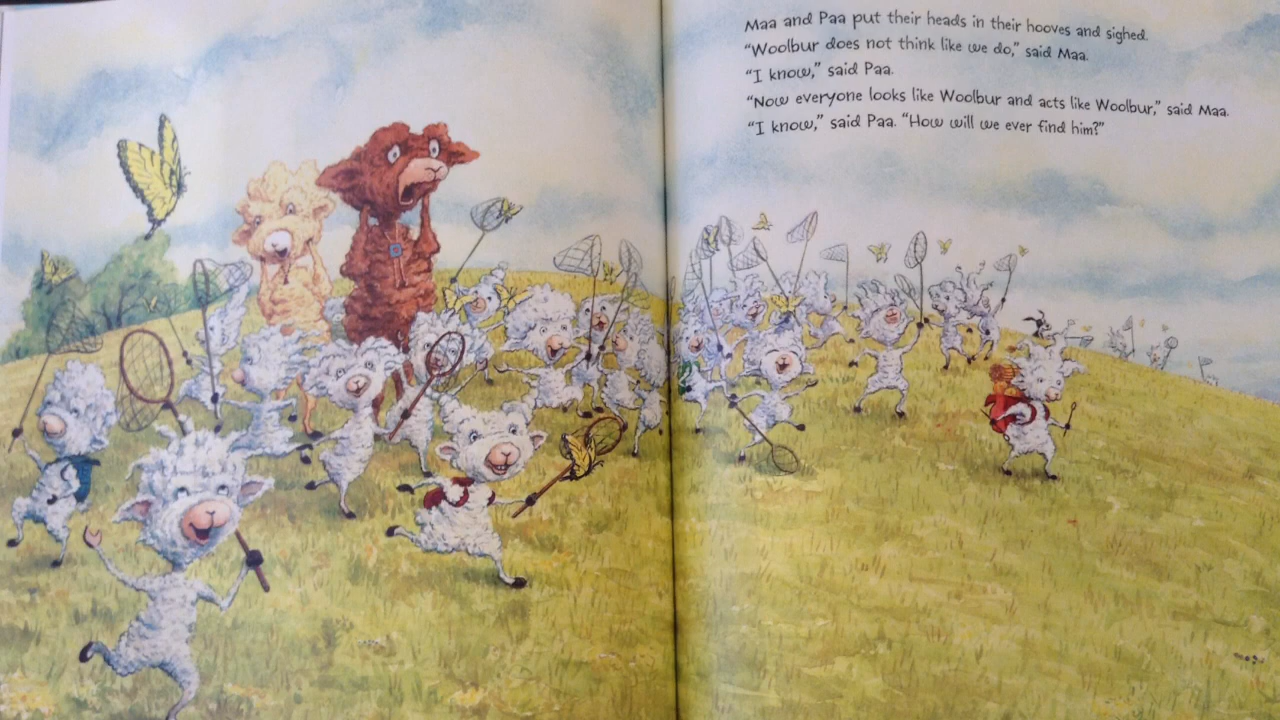 Maa and Paa put their heads in their hooves and sighed.
"Woolbur does not think like we do," said Maa.
"I know," said Paa.
"Now everyone looks like Woolbur and acts like Woolbur," said Maa.
"I know," said Paa. "How will we ever find him?"